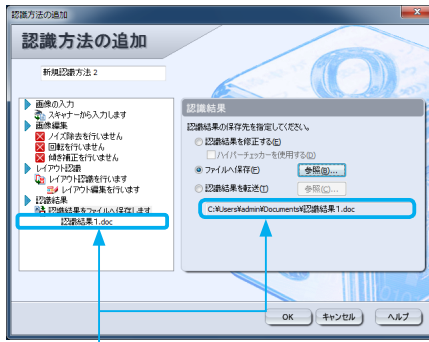 認識方法の追加
認識方法の追加
新規認識方法 2
画像の入力
スキャナーから入力します
画像編集
ノイズ除去を行いません
回転を行いません
傾き補正を行いません
レイアウト認識
レイアウト認識を行います
レイアウト編集を行います
認識結果
認識結果をファイルへ保存します
認識結果1.doc
認識結果
認識結果の保存先を指定してください。
認識結果を修正する(E)
ハイパーチェッカーを使用する(D)
ファイルへ保存(F) 参照(B)...
認識結果を転送(T) 参照(C)...
C:¥Users¥admin¥Documents¥認識結果1.doc
OK キャンセル ヘルプ